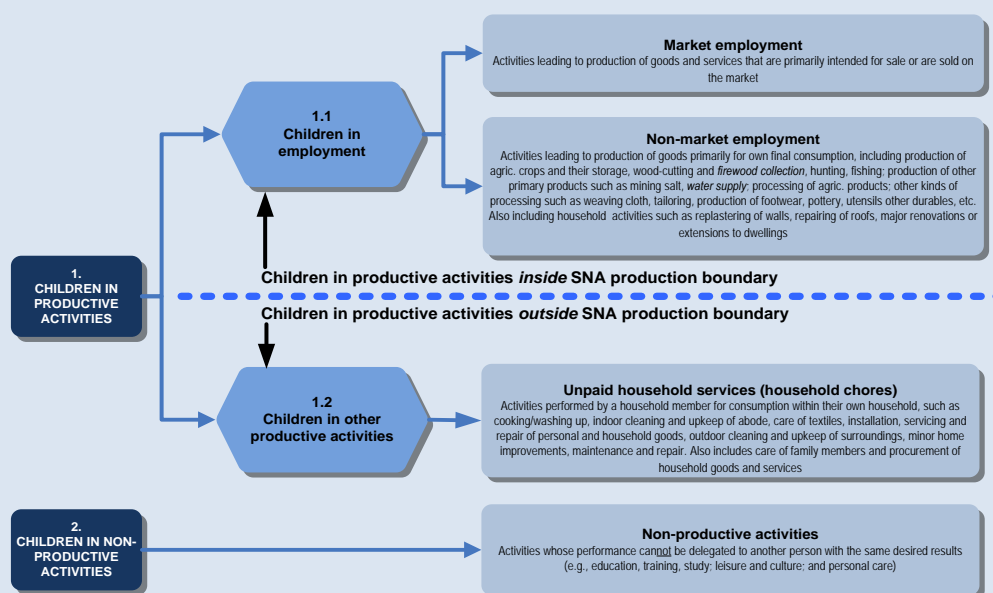 Market employment
Activities leading to production of goods and services that are primarily intended for sale or are sold on
the market
1.1
Children in
employment
Non-market employment
Activities leading to production of goods primarily for own final consumption, including production of
agric. crops and their storage, wood-cutting and firewood collection, hunting, fishing; production of other
primary products such as mining salt, water supply; processing of agric. products; other kinds of
processing such as weaving cloth, tailoring, production of footwear, pottery, utensils other durables, etc.
Also including household activities such as replastering of walls, repairing of roofs, major renovations or
extensions to dwellings
1.
CHILDREN IN
PRODUCTIVE
ACTIVITIES
Children in productive activities inside SNA production boundary
Children in productive activities outside SNA production boundary
1.2
Children in other
productive activities
Unpaid household services (household chores)
Activities performed by a household member for consumption within their own household, such as
cooking/washing up, indoor cleaning and upkeep of abode, care of textiles, installation, servicing and
repair of personal and household goods, outdoor cleaning and upkeep of surroundings, minor home
improvements, maintenance and repair. Also includes care of family members and procurement of
household goods and services
2.
CHILDREN IN NON-
PRODUCTIVE
ACTIVITIES
Non-productive activities
Activities whose performance cannot be delegated to another person with the same desired results
(e.g., education, training, study; leisure and culture; and personal care)